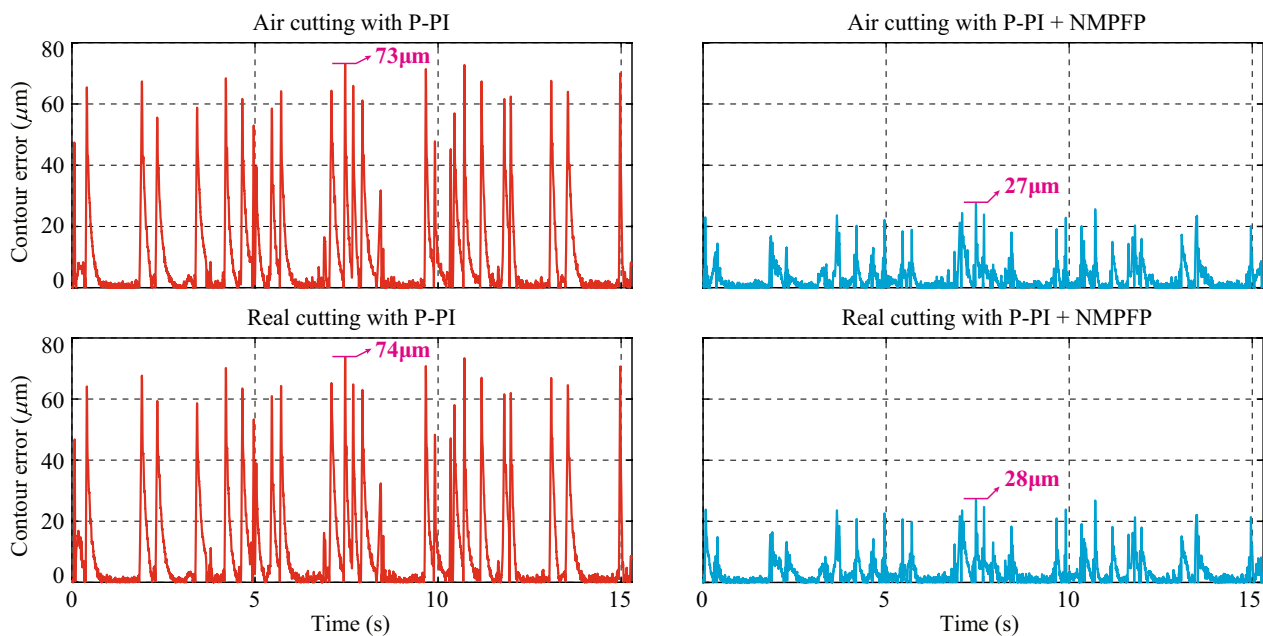 Air cutting with P-PI
Air cutting with P-PI + NMPFP
80
60
40
20
0
Contour error (μm)
73μm
27μm
Real cutting with P-PI
Real cutting with P-PI + NMPFP
80
60
40
20
0
Contour error (μm)
74μm
28μm
0 5 10 15
Time (s)
0 5 10 15
Time (s)